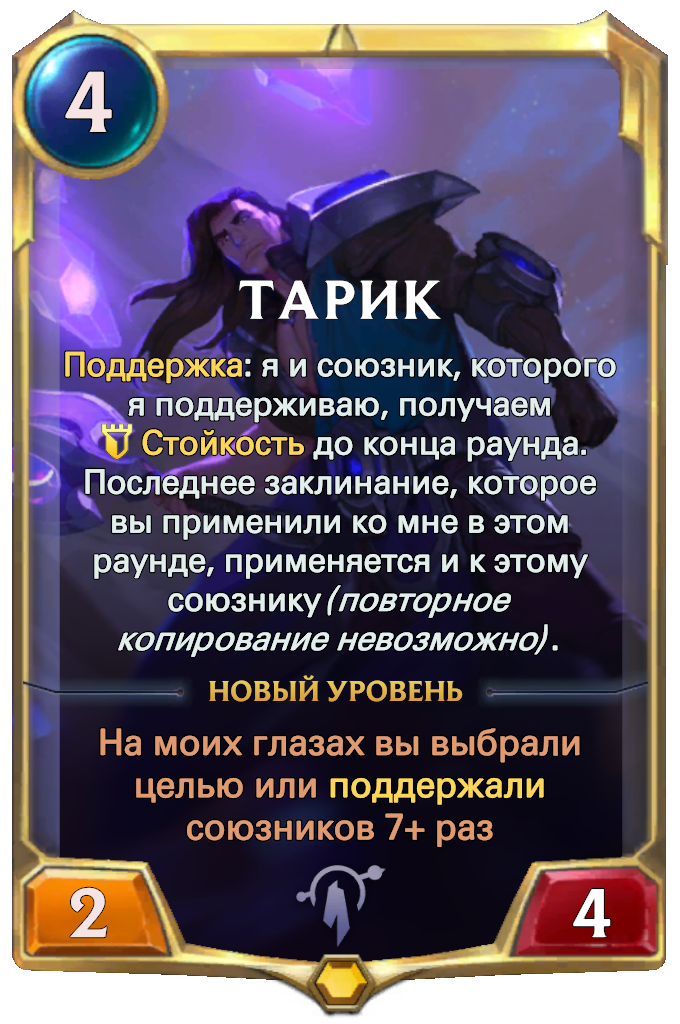 4
ТАРИК
Поддержка: я и союзник, которого
я поддерживаю, получаем
Стойкость до конца раунда.
Последнее заклинание, которое
вы применили ко мне в этом
раунде, применяется и к этому
союзнику (повторное
копирование невозможно).
НОВЫЙ УРОВЕНЬ
На моих глазах вы выбрали
целью или поддержали
союзников 7+ раз
2
4